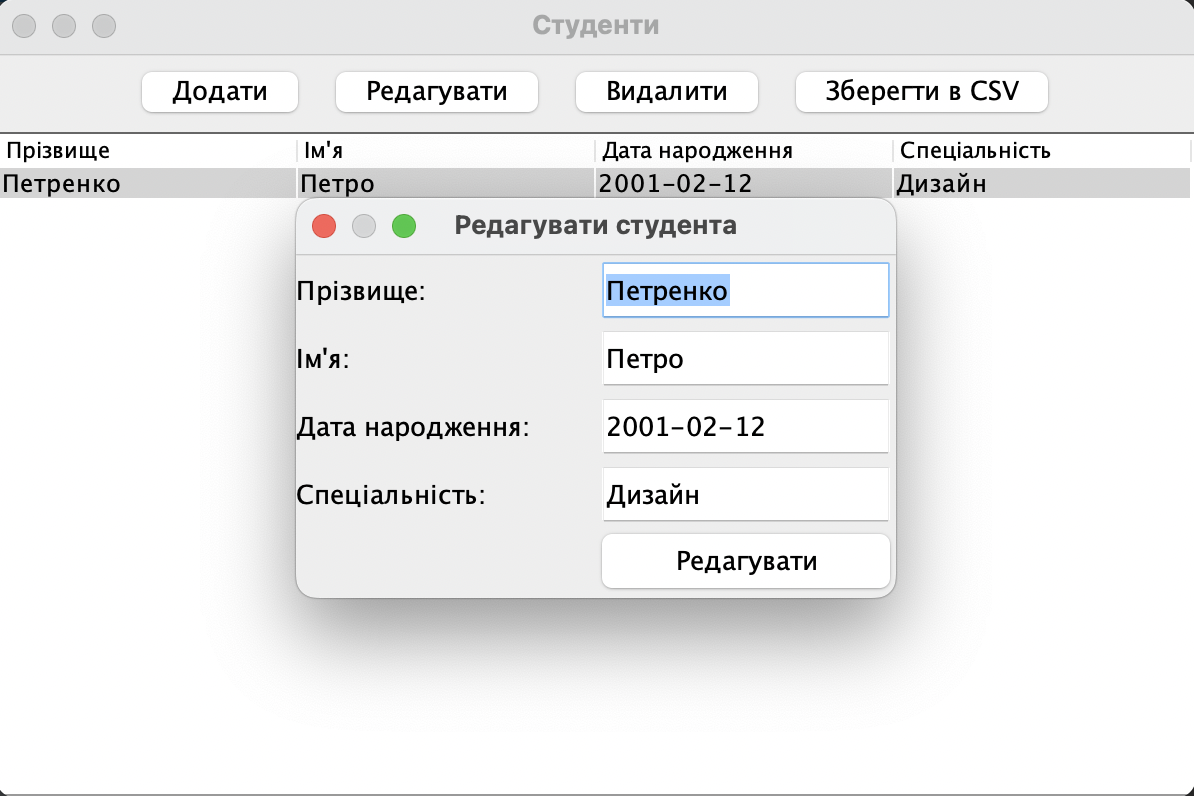 Студенти
Додати Редагувати Видалити Зберегти в CSV
Прізвище Ім'я Дата народження Спеціальність
Петренко Петро 2001-02-12 Дизайн
Редагувати студента
Прізвище: Петренко
Ім'я: Петро
Дата народження: 2001-02-12
Спеціальність: Дизайн
Редагувати